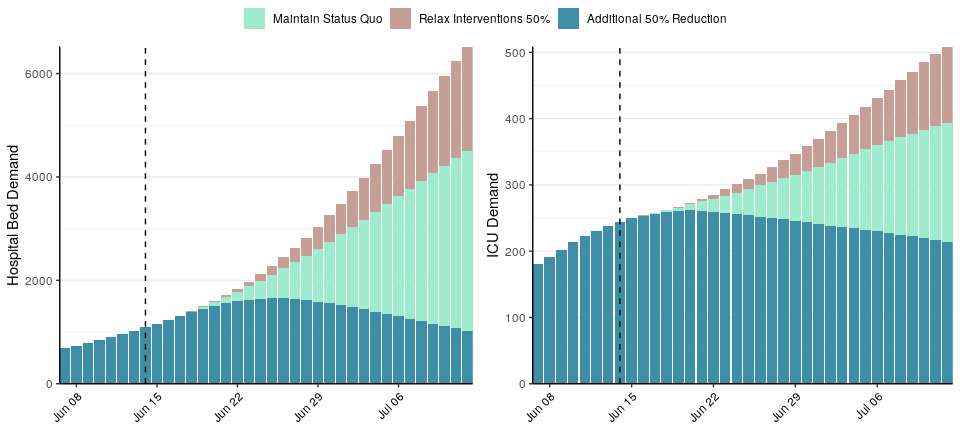 Maintain Status Quo Relax Interventions 50% Additional 50% Reduction
Hospital Bed Demand
6000
4000
2000
0
Jun 08 Jun 15 Jun 22 Jun 29 Jul 06
ICU Demand
500
400
300
200
100
0
Jun 08 Jun 15 Jun 22 Jun 29 Jul 06